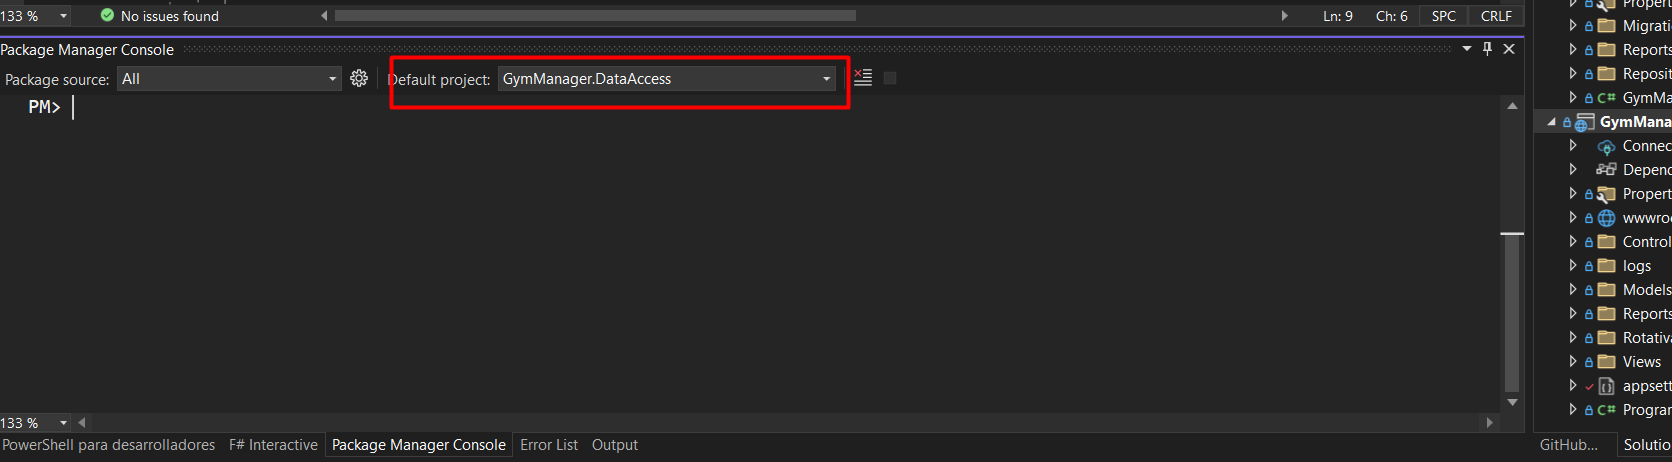 133 %
No issues found
Ln: 9
Ch: 6
SPC
CRLF
Package Manager Console
Package source: All
Default project: GymManager.DataAccess
PM>
133 %
PowerShell para desarrolladores
F# Interactive
Package Manager Console
Error List
Output
Propert
Migrati
Reports
Reposit
C# GymMa
GymMana
Connec
Depend
Propert
wwwro
Control
logs
Models
Reports
Rotativa
Views
appsett
C# Program
GitHub...
Solutio